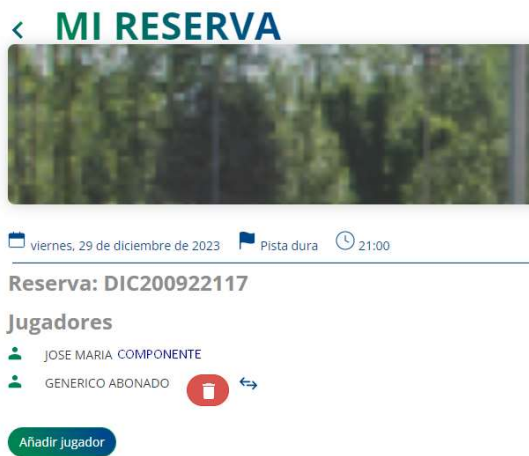 MI RESERVA
viernes, 29 de diciembre de 2023 Pista dura 21:00
Reserva: DIC200922117
Jugadores
JOSE MARIA COMPONENTE
GENERICO ABONADO
Añadir jugador